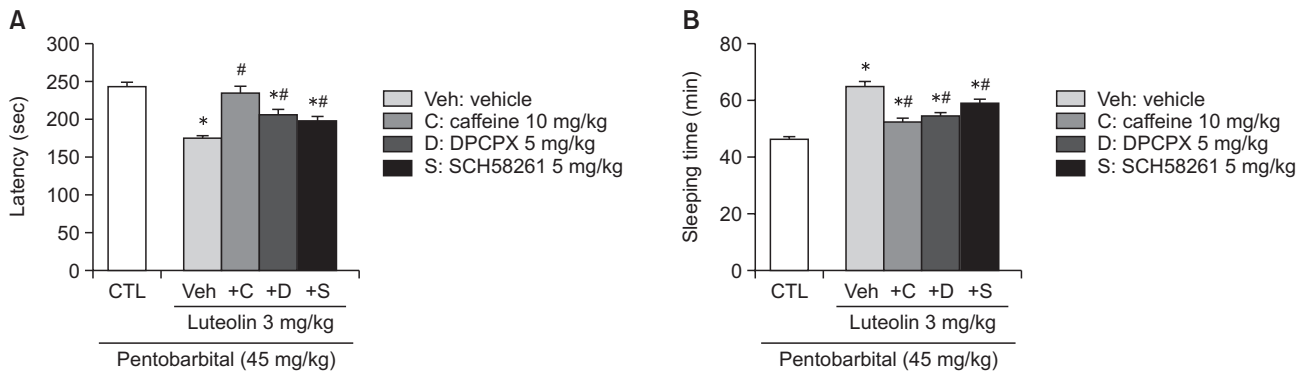 A
300
250
200
150
100
50
0
Latency (sec)
*
#
*#
*#
CTL
Veh +C +D +S
Luteolin 3 mg/kg
Pentobarbital (45 mg/kg)
Veh: vehicle
C: caffeine 10 mg/kg
D: DPCPX 5 mg/kg
S: SCH58261 5 mg/kg
B
80
60
40
20
0
Sleeping time (min)
*
*#
*#
*#
CTL
Veh +C +D +S
Luteolin 3 mg/kg
Pentobarbital (45 mg/kg)
Veh: vehicle
C: caffeine 10 mg/kg
D: DPCPX 5 mg/kg
S: SCH58261 5 mg/kg